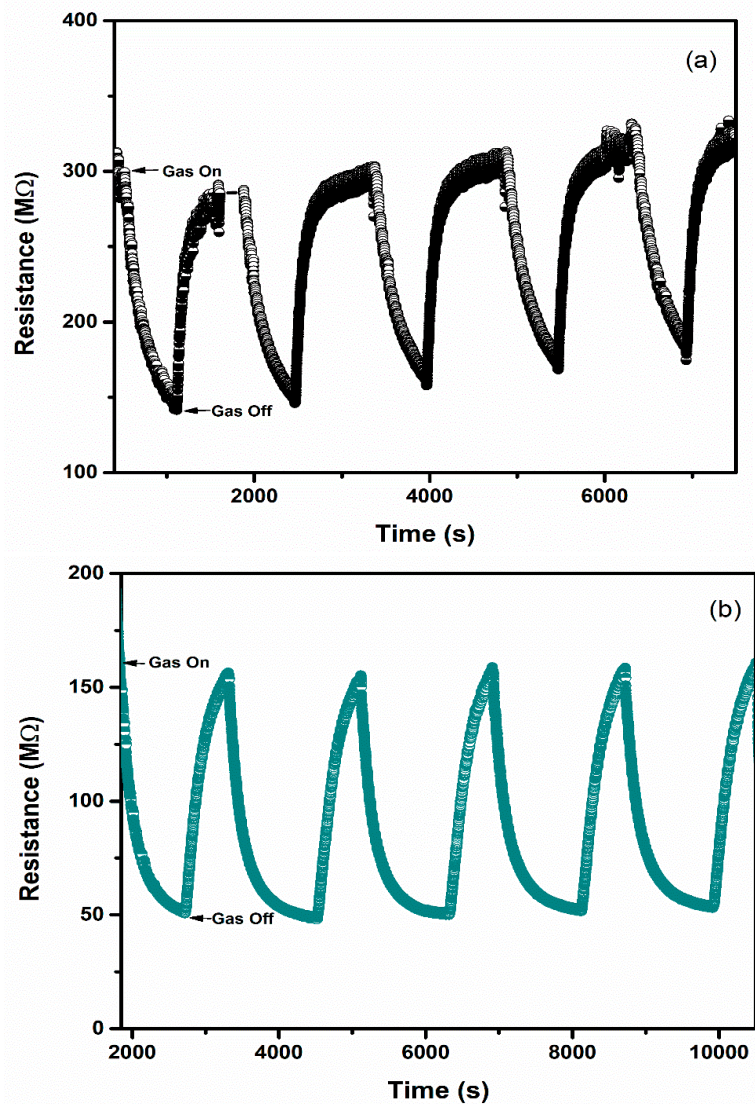 400
(a)
Gas On
300
Resistance (MΩ)
200
Gas Off
100
2000 4000 6000
Time (s)
200
(b)
Gas On
150
Resistance (MΩ)
100
50
Gas Off
0
2000 4000 6000 8000 10000
Time (s)